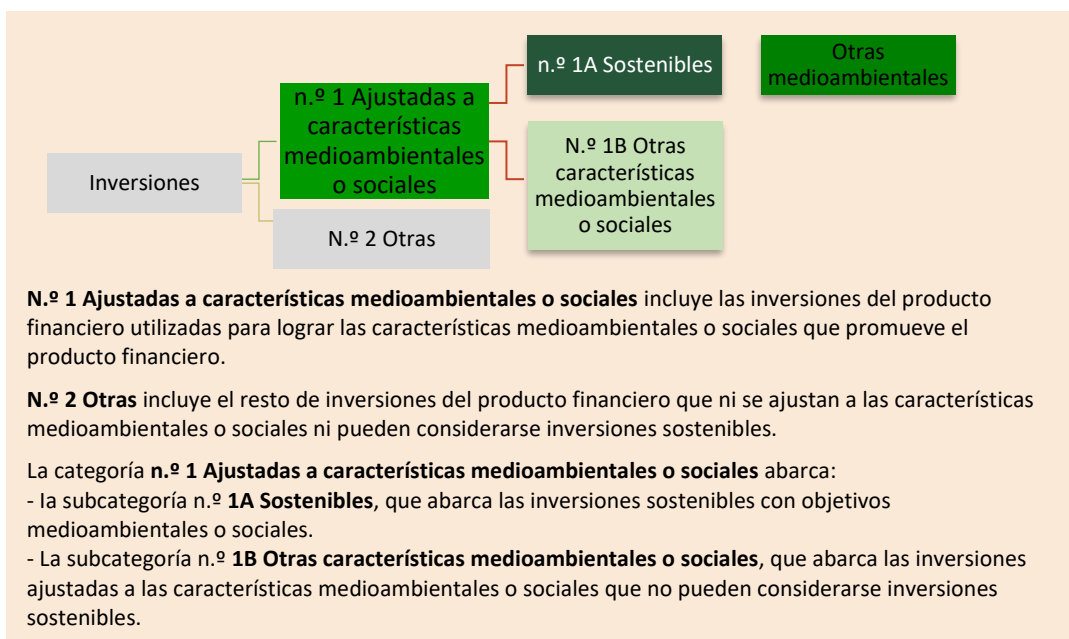 n.º 1A Sostenibles
Otras
medioambientales
n.º 1 Ajustadas a
características
medioambientales
o sociales
N.º 1B Otras
características
medioambientales
o sociales
Inversiones
N.º 2 Otras
N.º 1 Ajustadas a características medioambientales o sociales incluye las inversiones del producto
financiero utilizadas para lograr las características medioambientales o sociales que promueve el
producto financiero.
N.º 2 Otras incluye el resto de inversiones del producto financiero que ni se ajustan a las características
medioambientales o sociales ni pueden considerarse inversiones sostenibles.
La categoría n.º 1 Ajustadas a características medioambientales o sociales abarca:
- la subcategoría n.º 1A Sostenibles, que abarca las inversiones sostenibles con objetivos
medioambientales o sociales.
- La subcategoría n.º 1B Otras características medioambientales o sociales, que abarca las inversiones
ajustadas a las características medioambientales o sociales que no pueden considerarse inversiones
sostenibles.